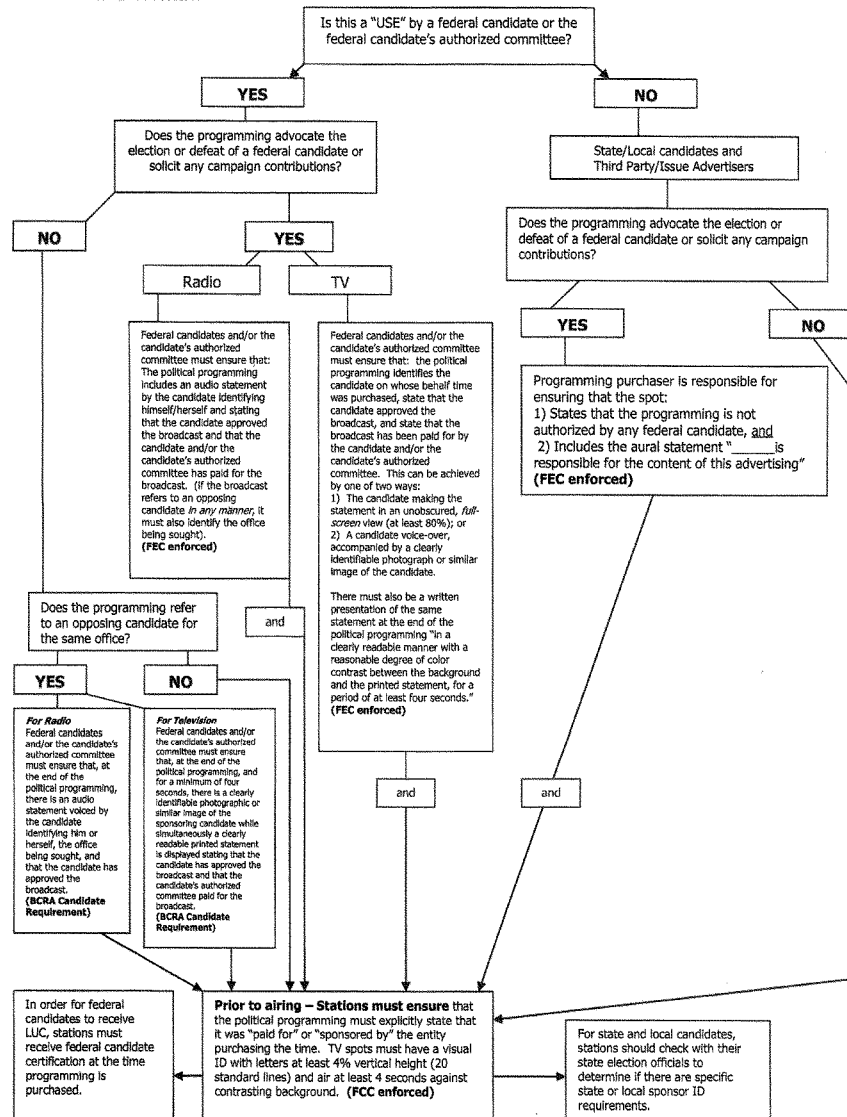 Is this a “USE” by a federal candidate or the
federal candidate’s authorized committee?
YES
NO
Does the programming advocate the
election or defeat of a federal candidate or
solicit any campaign contributions?
State/Local candidates and
Third Party/Issue Advertisers
NO
YES
Does the programming advocate the election or
defeat of a federal candidate or solicit any campaign
contributions?
Radio
TV
YES
NO
Federal candidates and/or the
candidate’s authorized
committee must ensure that:
The political programming
includes an audio statement
by the candidate identifying
himself/herself and stating
that the candidate approved
the broadcast and that the
candidate and/or the
candidate’s authorized
committee has paid for the
broadcast. (if the broadcast
refers to an opposing
candidate in any manner, it
must also identify the office
being sought).
(FEC enforced)
Federal candidates and/or the
candidate’s authorized committee
must ensure that: the political
programming identifies the
candidate on whose behalf time
was purchased, state that the
candidate approved the
broadcast, and state that the
broadcast has been paid for by
the candidate and/or the
candidate’s authorized
committee. This can be achieved
by one of two ways:
1) The candidate making the
statement in an unobscured, full-
screen view (at least 80%); or
2) A candidate voice-over,
accompanied by a clearly
identifiable photograph or similar
image of the candidate.
There must also be a written
presentation of the same
statement at the end of the
political programming “in a
clearly readable manner with a
reasonable degree of color
contrast between the background
and the printed statement, for a
period of at least four seconds.”
(FEC enforced)
Programming purchaser is responsible for
ensuring that the spot:
1) States that the programming is not
authorized by any federal candidate, and
2) Includes the aural statement “______is
responsible for the content of this advertising”
(FEC enforced)
Does the programming refer
to an opposing candidate for
the same office?
and
YES
NO
For Radio
Federal candidates
and/or the candidate’s
authorized committee
must ensure that, at
the end of the
political programming,
there is an audio
statement voiced by
the candidate
identifying him or
herself, the office
being sought, and
that the candidate has
approved the
broadcast.
(BCRA Candidate
Requirement)
For Television
Federal candidates and/or
the candidate’s authorized
committee must ensure
that, at the end of the
political programming, and
for a minimum of four
seconds, there is a clearly
identifiable photographic or
similar image of the
sponsoring candidate while
simultaneously a clearly
readable printed statement
is displayed stating that the
candidate has approved the
broadcast and that the
candidate’s authorized
committee paid for the
broadcast.
(BCRA Candidate
Requirement)
and
and
In order for federal
candidates to receive
LUC, stations must
receive federal candidate
certification at the time
programming is
purchased.
Prior to airing – Stations must ensure that
the political programming must explicitly state that
it was “paid for” or “sponsored by” the entity
purchasing the time. TV spots must have a visual
ID with letters at least 4% vertical height (20
standard lines) and air at least 4 seconds against
contrasting background. (FCC enforced)
For state and local candidates,
stations should check with their
state election officials to
determine if there are specific
state or local sponsor ID
requirements.